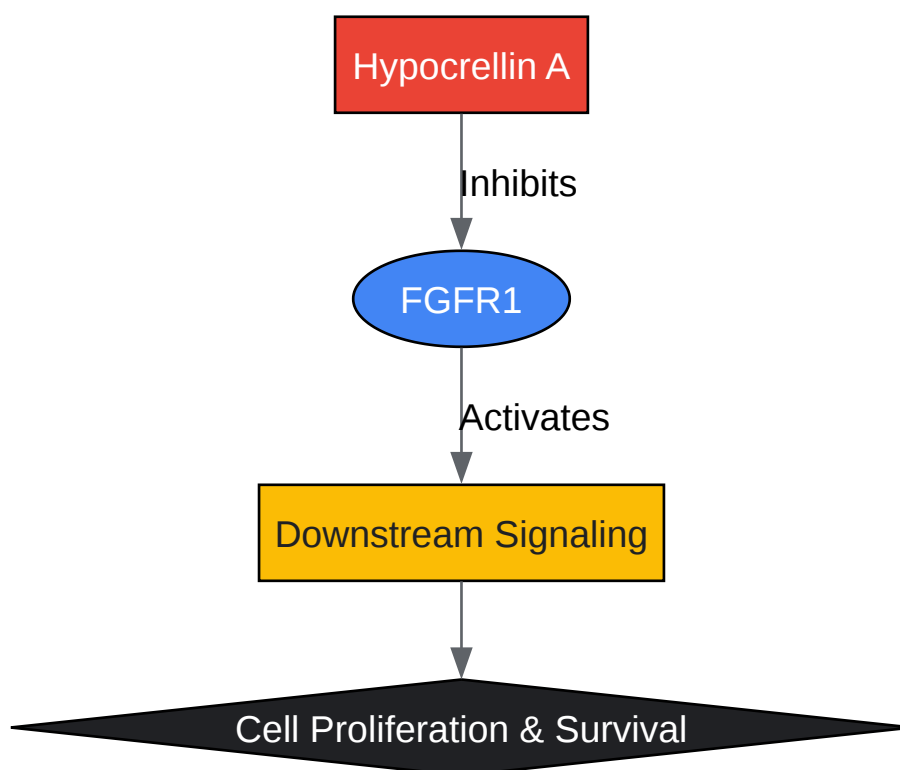 Hypocrellin A
Inhibits
FGFR1
Activates
Downstream Signaling
Cell Proliferation & Survival